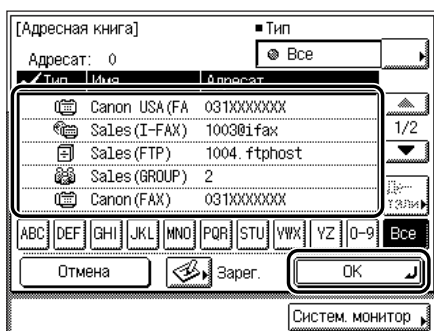 [Адресная книга] ■ Тип
Адресат: 0 Все
✓ Тип Имя Адресат
Canon USA(FA 031XXXXXXX
Sales(I-FAX) 1003@ifax
1/2
Sales(FTP) 1004.ftphost
Sales(GROUP) 2
Canon(FAX) 031XXXXXXX
Де-
тали
ABC DEF GHI JKL MNO PQR STU VWX YZ 0-9 Все
Отмена Зарег. OK
Систем. монитор